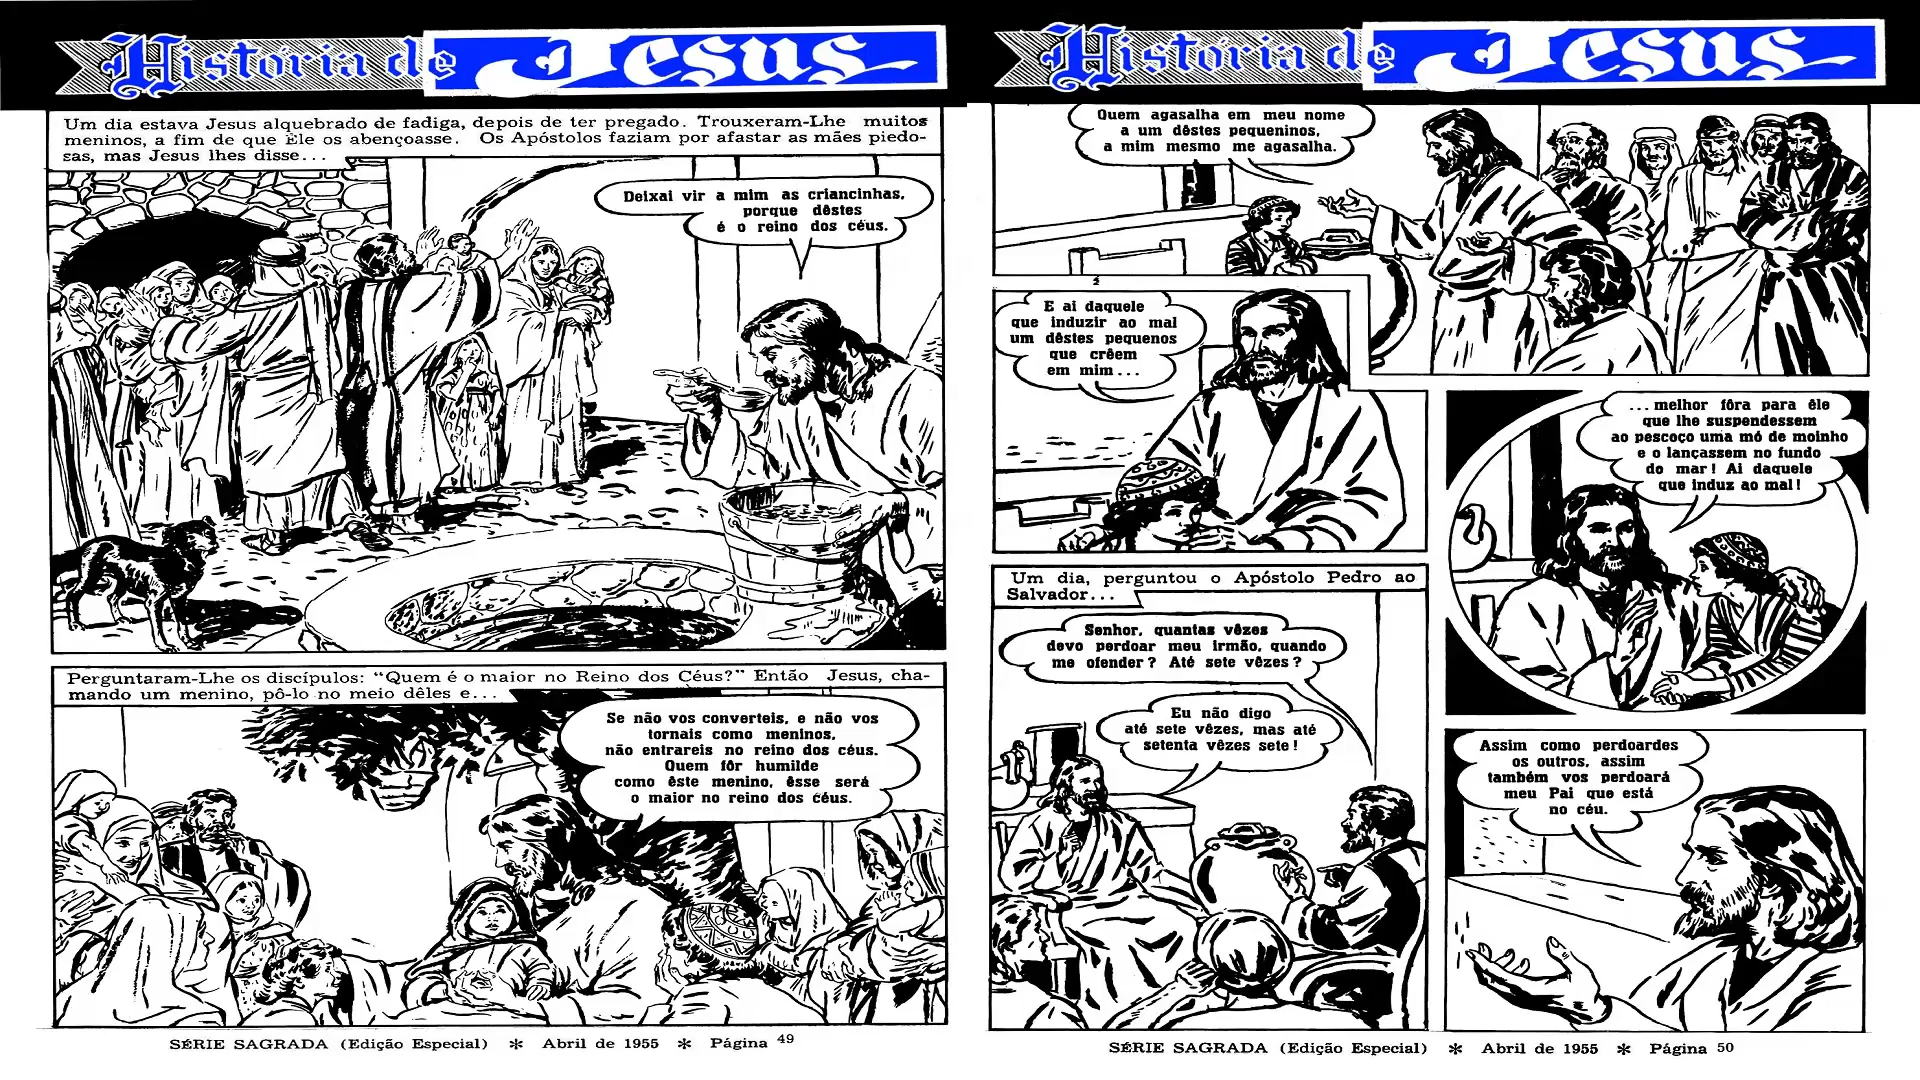 História de Jesus
Um dia estava Jesus alquebrado de fadiga, depois de ter pregado. Trouxeram-Lhe muitos
meninos, a fim de que Ele os abençoasse. Os Apóstolos faziam por afastar as mães piedo-
sas, mas Jesus lhes disse...
Deixai vir a mim as criancinhas,
porque dêstes
é o reino dos céus.
Perguntaram-Lhe os discípulos: "Quem é o maior no Reino dos Céus?" Então Jesus, cha-
mando um menino, pô-lo no meio dêles e...
Se não vos converteis, e não vos
tornais como meninos,
não entrareis no reino dos céus.
Quem fôr humilde
como êste menino, êsse será
o maior no reino dos céus.
SÉRIE SAGRADA (Edição Especial) * Abril de 1955 * Página 49
História de Jesus
Quem agasalha em meu nome
a um dêstes pequeninos,
a mim mesmo me agasalha.
E ai daquele
que induzir ao mal
um dêstes pequenos
que crêem
em mim...
...melhor fôra para êle
que lhe suspendessem
ao pescoço uma mó de moinho
e o lançassem no fundo
do mar! Ai daquele
que induz ao mal!
Um dia, perguntou o Apóstolo Pedro ao
Salvador...
Senhor, quantas vêzes
devo perdoar meu irmão, quando
me ofender? Até sete vêzes?
Eu não digo
até sete vêzes, mas até
setenta vêzes sete!
Assim como perdoardes
os outros, assim
também vos perdoará
meu Pai que está
no céu.
SÉRIE SAGRADA (Edição Especial) * Abril de 1955 * Página 50